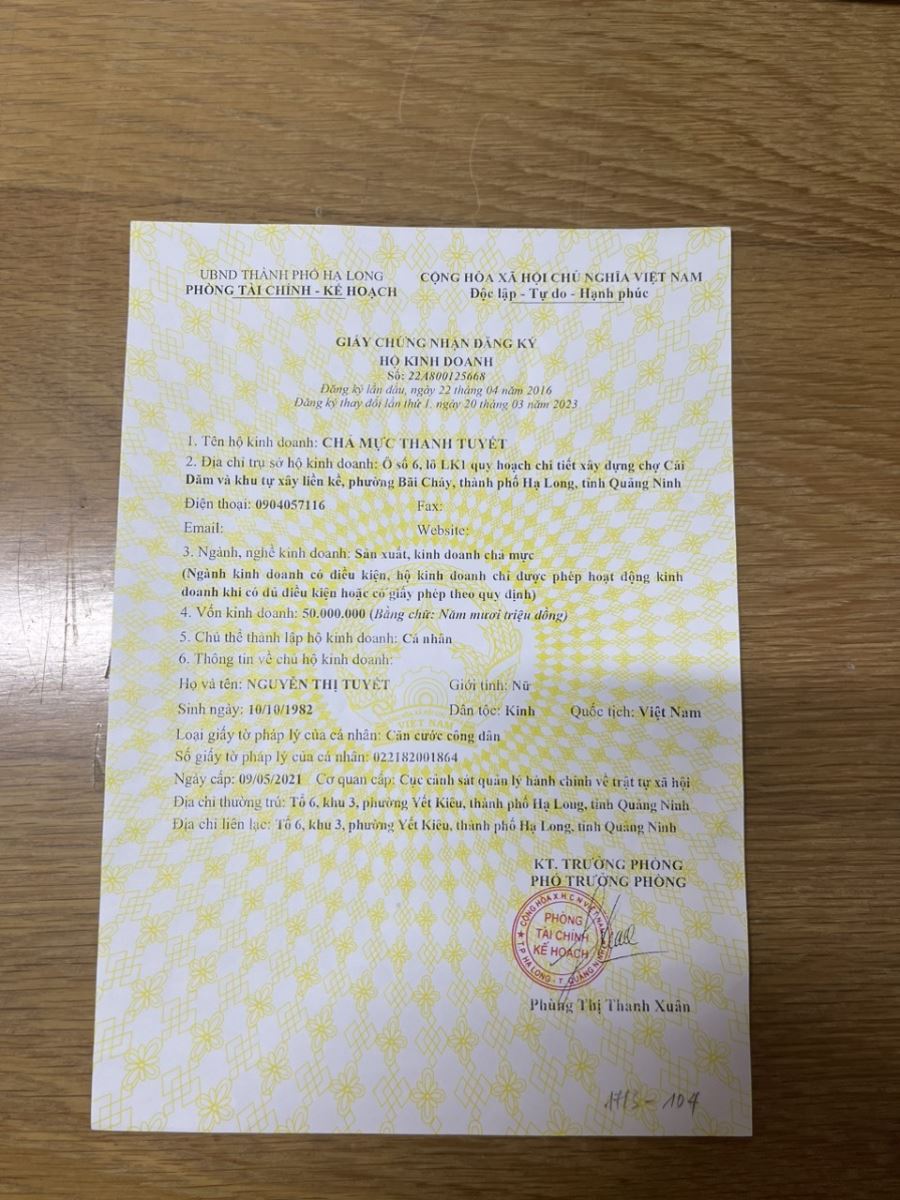 UBND THÀNH PHỐ HẠ LONG
PHÒNG TÀI CHÍNH - KẾ HOẠCH
CỘNG HÒA XÃ HỘI CHỦ NGHĨA VIỆT NAM
Độc lập - Tự do - Hạnh phúc
GIẤY CHỨNG NHẬN ĐĂNG KÝ
HỘ KINH DOANH
Số: 22A800125668
Đăng ký lần đầu, ngày 22 tháng 04 năm 2016
Đăng ký thay đổi lần thứ 1, ngày 20 tháng 03 năm 2023
1. Tên hộ kinh doanh: CHẢ MỰC THANH TUYẾT
2. Địa chỉ trụ sở hộ kinh doanh: Ô số 6, lô LK1 quy hoạch chi tiết xây dựng chợ Cái
Dăm và khu tự xây liền kề, phường Bãi Cháy, thành phố Hạ Long, tỉnh Quảng Ninh
Điện thoại: 0904057116 Fax:
Email: Website:
3. Ngành, nghề kinh doanh: Sản xuất, kinh doanh chả mực
(Ngành kinh doanh có điều kiện, hộ kinh doanh chỉ được phép hoạt động kinh
doanh khi có đủ điều kiện hoặc có giấy phép theo quy định)
4. Vốn kinh doanh: 50.000.000 (Bằng chữ: Năm mươi triệu đồng)
5. Chủ thể thành lập hộ kinh doanh: Cá nhân
6. Thông tin về chủ hộ kinh doanh:
Họ và tên: NGUYỄN THỊ TUYẾT Giới tính: Nữ
Sinh ngày: 10/10/1982 Dân tộc: Kinh Quốc tịch: Việt Nam
Loại giấy tờ pháp lý của cá nhân: Căn cước công dân
Số giấy tờ pháp lý của cá nhân: 022182001864
Ngày cấp: 09/05/2021 Cơ quan cấp: Cục cảnh sát quản lý hành chính về trật tự xã hội
Địa chỉ thường trú: Tổ 6, khu 3, phường Yết Kiêu, thành phố Hạ Long, tỉnh Quảng Ninh
Địa chỉ liên lạc: Tổ 6, khu 3, phường Yết Kiêu, thành phố Hạ Long, tỉnh Quảng Ninh
VIỆT NAM
KT. TRƯỞNG PHÒNG
PHÓ TRƯỞNG PHÒNG
CỘNG HÒA X.H.C.N VIỆT NAM
PHÒNG
TÀI CHÍNH
KẾ HOẠCH
T.P HẠ LONG - T. QUẢNG NINH
Phùng Thị Thanh Xuân